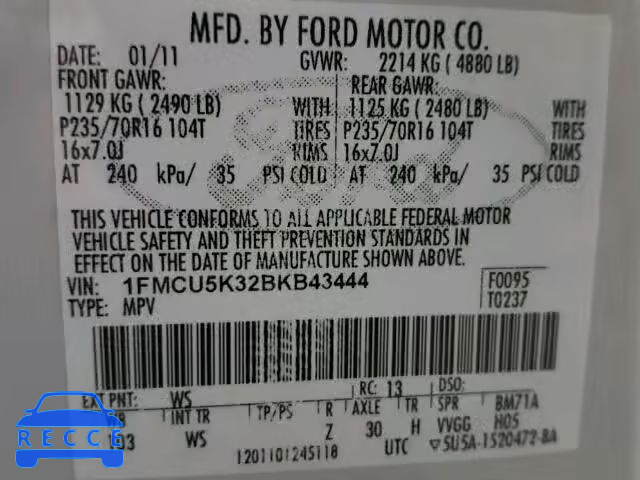 MFD. BY FORD MOTOR CO.
DATE: 01/11 GVWR: 2214 KG ( 4880 LB)
FRONT GAWR: REAR GAWR:
1129 KG ( 2490 LB) WITH 1125 KG ( 2480 LB) WITH
P235/70R16 104T TIRES P235/70R16 104T TIRES
16x7.0J RIMS 16x7.0J RIMS
AT 240 kPa/ 35 PSI COLD AT 240 kPa/ 35 PSI COLD
THIS VEHICLE CONFORMS TO ALL APPLICABLE FEDERAL MOTOR
VEHICLE SAFETY AND THEFT PREVENTION STANDARDS IN
EFFECT ON THE DATE OF MANUFACTURE SHOWN ABOVE.
VIN: 1FMCU5K32BKB43444 F0095
TYPE: MPV T0237
EXT PNT: WS RC: 13 DSO:
INT TR TP/PS R AXLE TR SPR BM71A
133 WS Z 30 H VVGG H05
1201101245118 UTC 5U5A-1520472-BA
RECCE